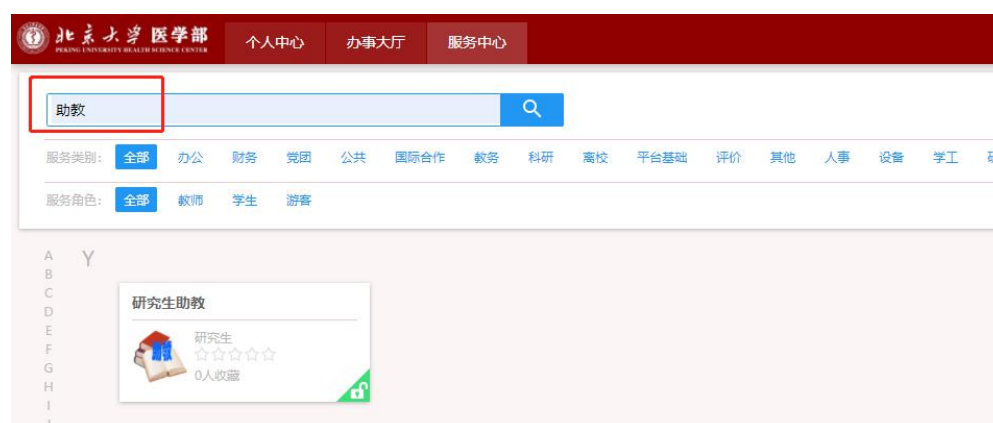 北京大学医学部 个人中心 办事大厅 服务中心
PEKING UNIVERSITY HEALTH SCIENCE CENTER
助教
服务类别: 全部 办公 财务 党团 公共 国际合作 教务 科研 离校 平台基础 评价 其他 人事 设备 学工
服务角色: 全部 教师 学生 游客
A Y
B
C
研究生助教
D
E
研究生
F
助教
G
0人收藏
H
I